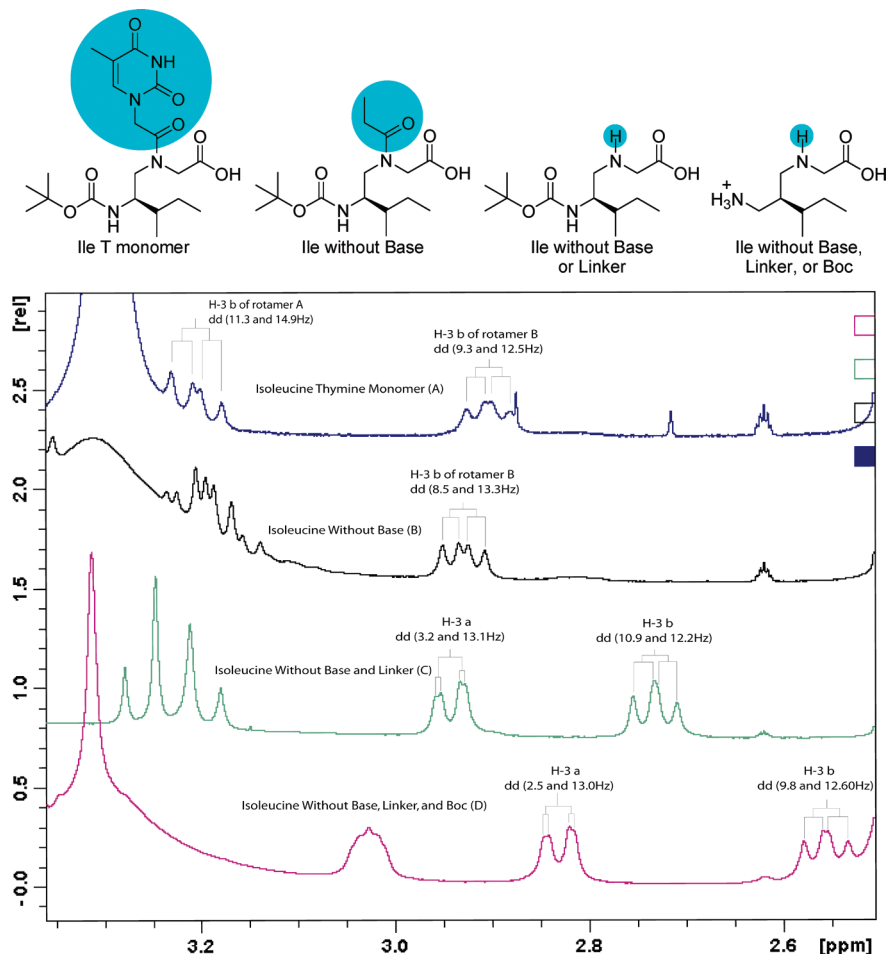 O
NH
N
O
O
N
O
OH
O
O
N
H
Ile T monomer
O
N
O
OH
O
O
N
H
Ile without Base
H
N
O
OH
O
O
N
H
Ile without Base
or Linker
H
N
O
OH
+
H3N
Ile without Base,
Linker, or Boc
[rel]
2.5
2.0
1.5
1.0
0.5
-0.0
H-3 b of rotamer A
dd (11.3 and 14.9Hz)
H-3 b of rotamer B
dd (9.3 and 12.5Hz)
Isoleucine Thymine Monomer (A)
H-3 b of rotamer B
dd (8.5 and 13.3Hz)
Isoleucine Without Base (B)
H-3 a
dd (3.2 and 13.1Hz)
H-3 b
dd (10.9 and 12.2Hz)
Isoleucine Without Base and Linker (C)
H-3 a
dd (2.5 and 13.0Hz)
H-3 b
dd (9.8 and 12.60Hz)
Isoleucine Without Base, Linker, and Boc (D)
3.2 3.0 2.8 2.6 [ppm]